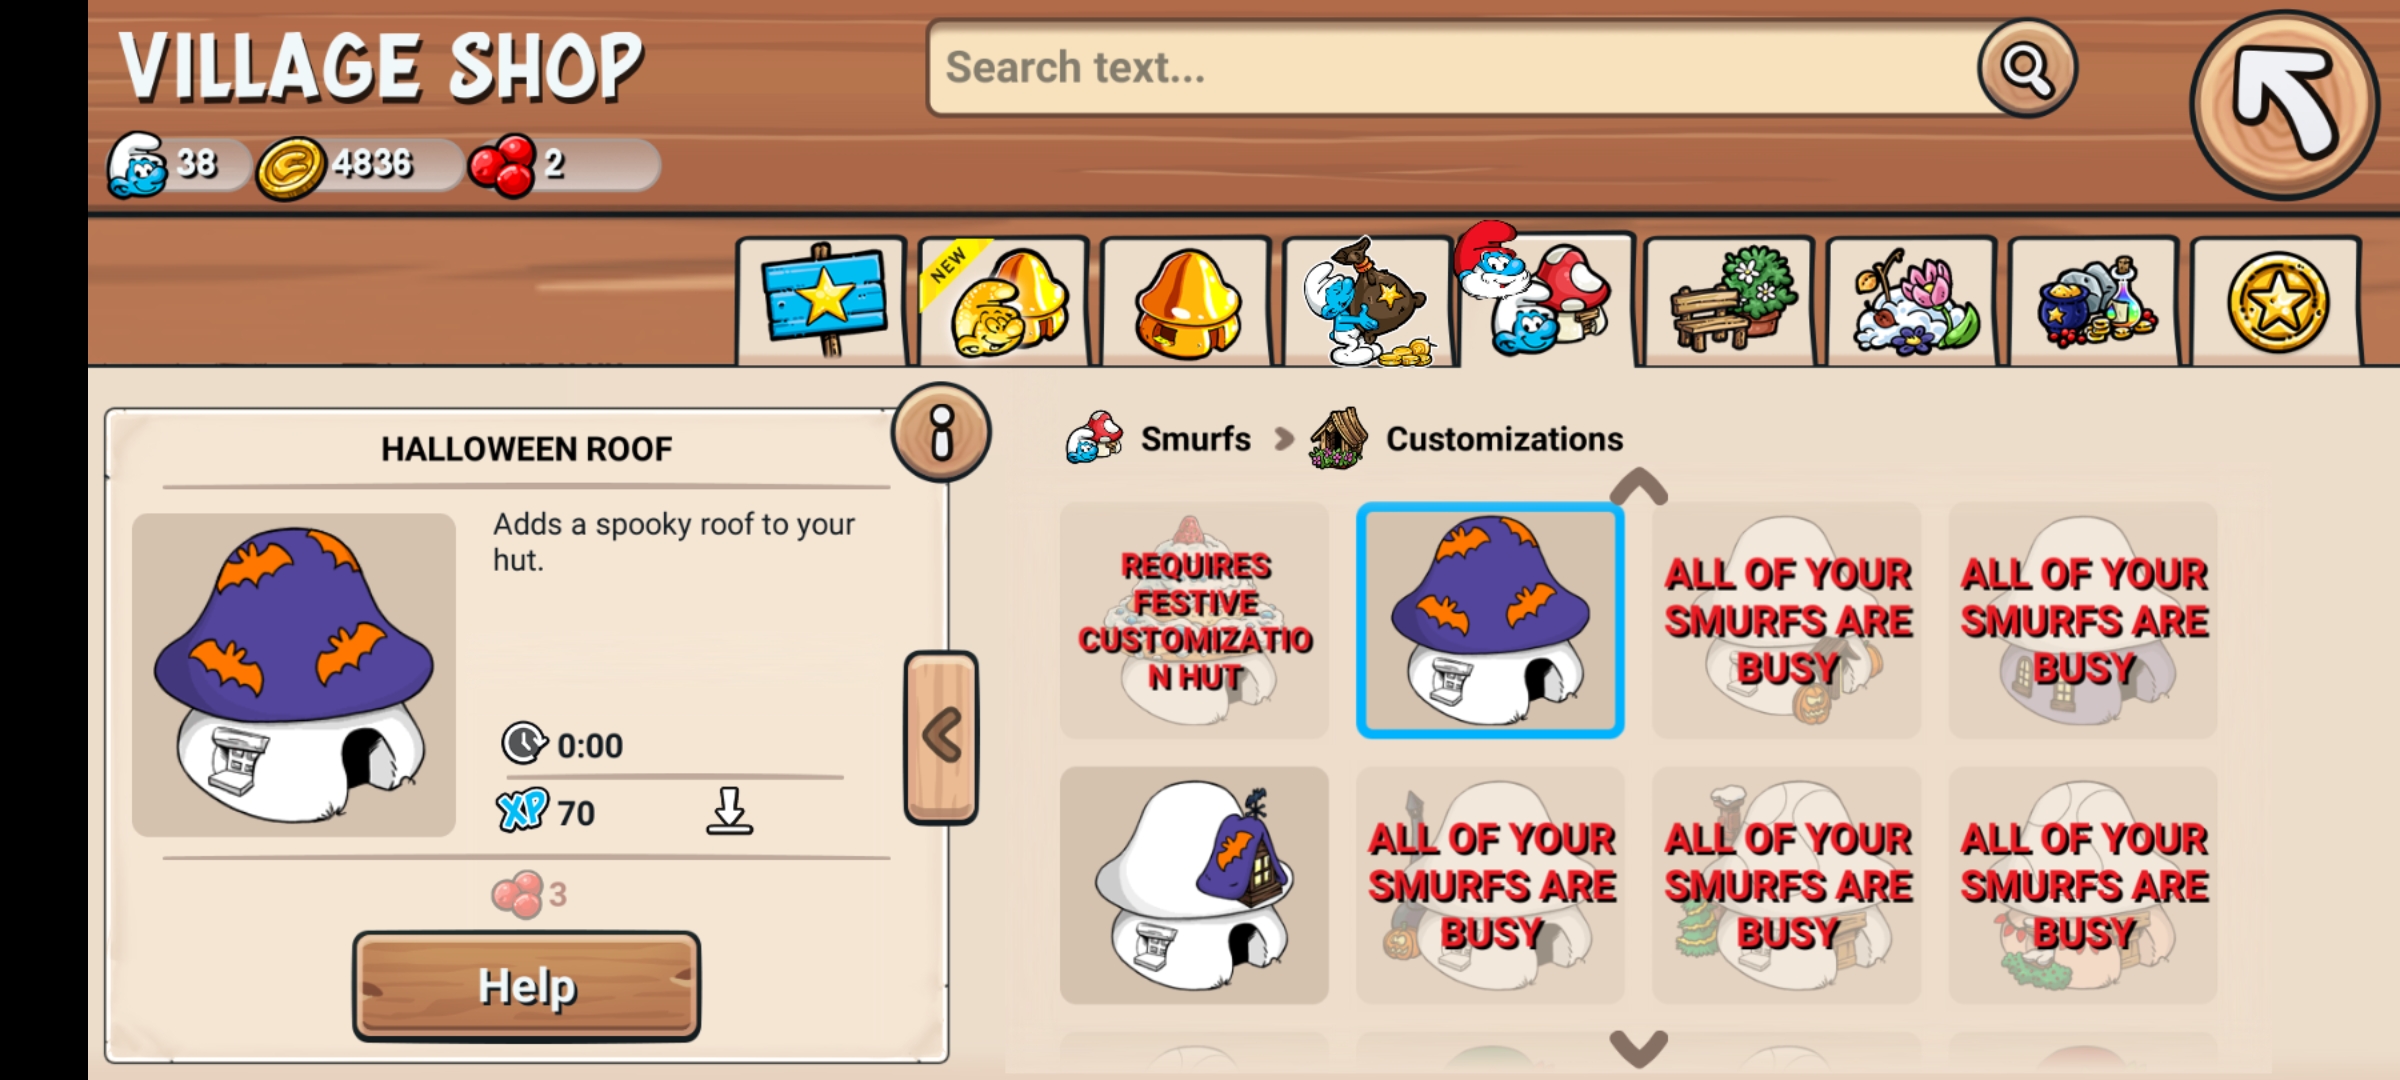 VILLAGE SHOP
Search text...
38
4836
2
NEW
HALLOWEEN ROOF
Adds a spooky roof to your
hut.
0:00
XP 70
3
Help
Smurfs
Customizations
REQUIRES
FESTIVE
CUSTOMIZATIO
N HUT
ALL OF YOUR
SMURFS ARE
BUSY
ALL OF YOUR
SMURFS ARE
BUSY
ALL OF YOUR
SMURFS ARE
BUSY
ALL OF YOUR
SMURFS ARE
BUSY
ALL OF YOUR
SMURFS ARE
BUSY